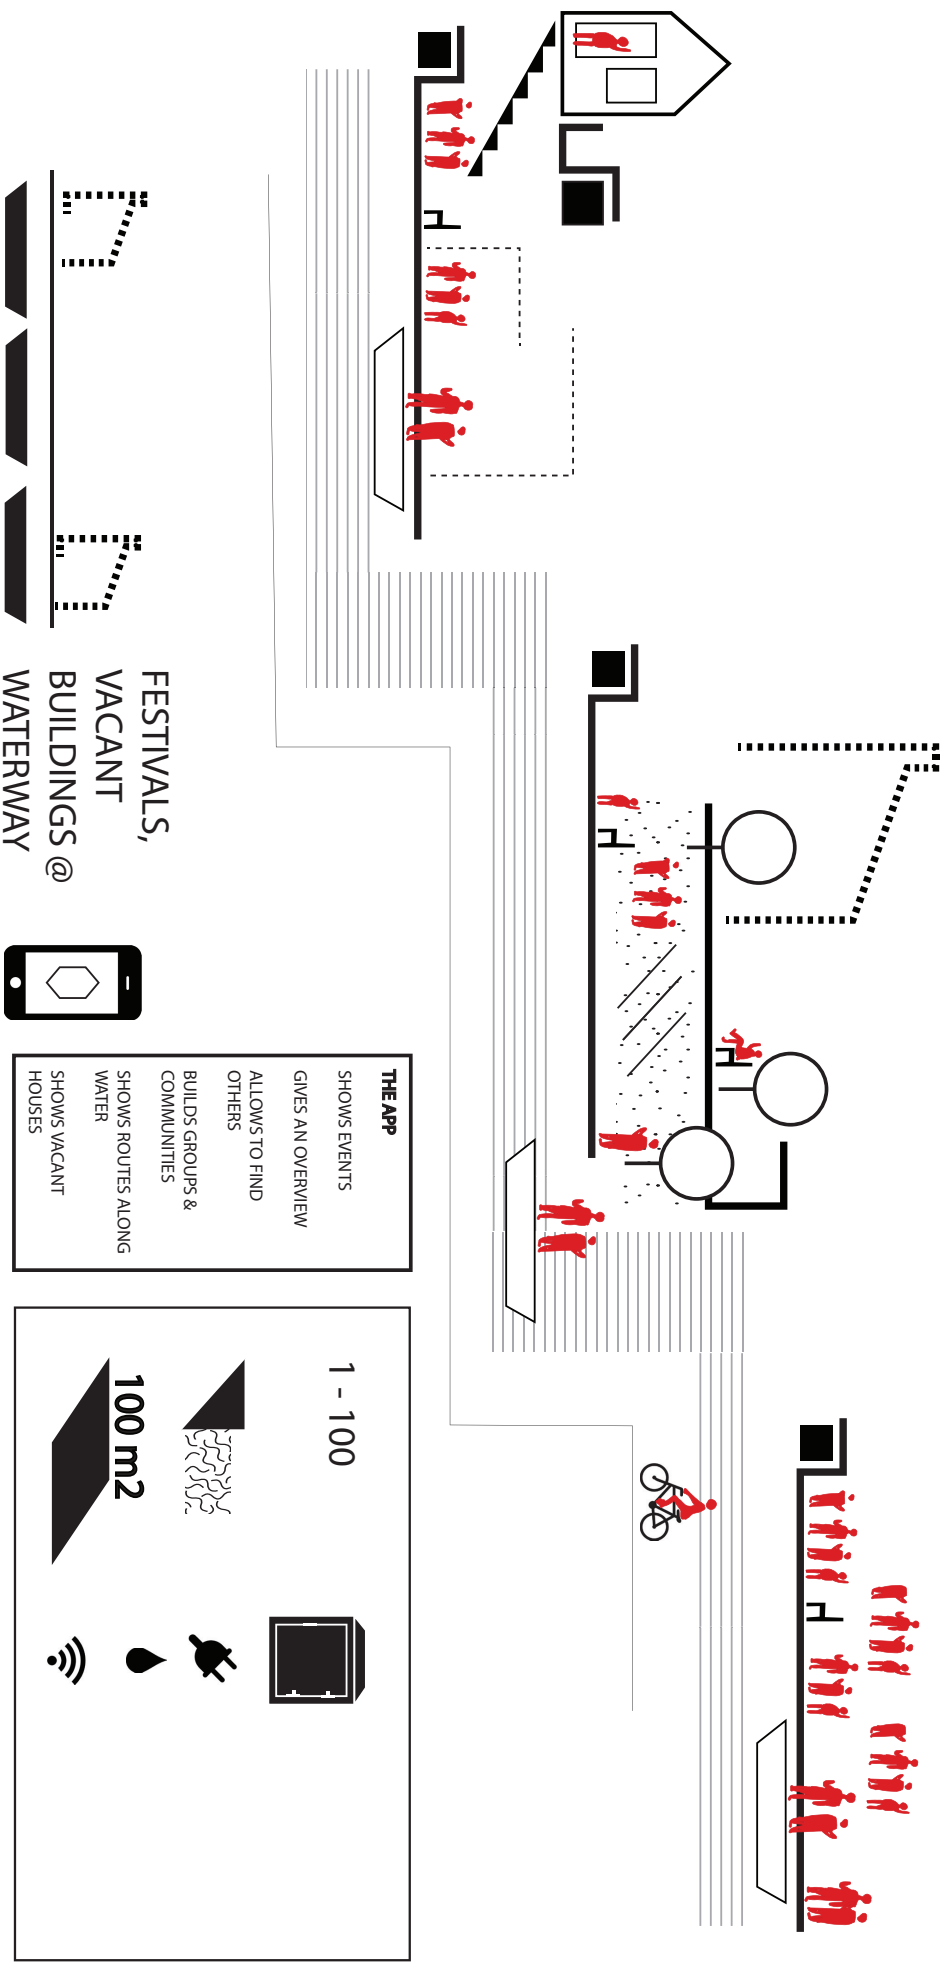 FESTIVALS,
VACANT
BUILDINGS @
WATERWAY
THE APP
SHOWS EVENTS
GIVES AN OVERVIEW
ALLOWS TO FIND
OTHERS
BUILDS GROUPS &
COMMUNITIES
SHOWS ROUTES ALONG
WATER
SHOWS VACANT
HOUSES
1 - 100
100 m2